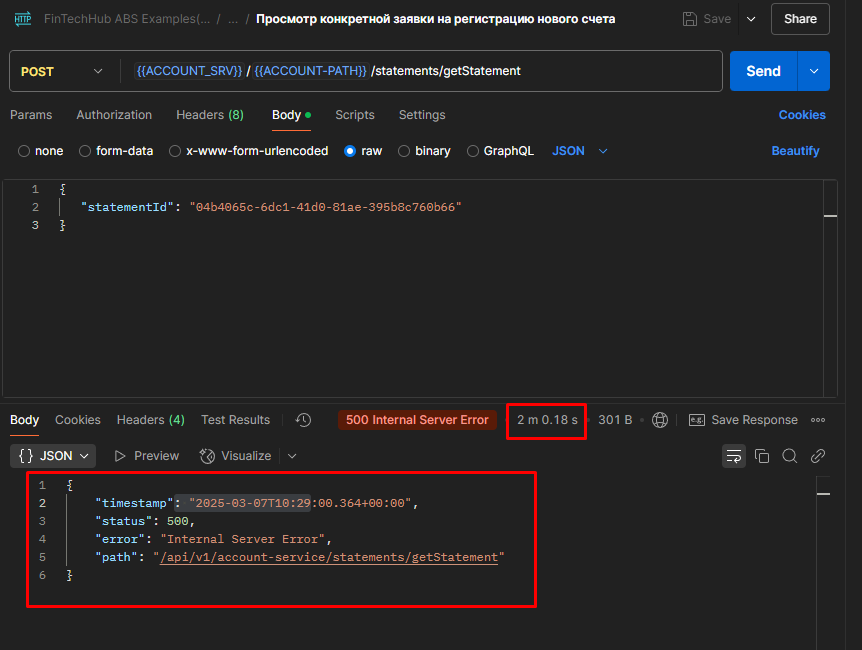 HTTP FinTechHub ABS Examples(... / ... / Просмотр конкретной заявки на регистрацию нового счета Save Share
POST {{ACCOUNT_SRV}} / {{ACCOUNT-PATH}} /statements/getStatement Send
Params Authorization Headers (8) Body Scripts Settings Cookies
none form-data x-www-form-urlencoded raw binary GraphQL JSON Beautify
1 {
2 "statementId": "04b4065c-6dc1-41d0-81ae-395b8c760b66"
3 }
Body Cookies Headers (4) Test Results 500 Internal Server Error 2 m 0.18 s 301 B e.g. Save Response
{} JSON Preview Visualize
1 {
2 "timestamp": "2025-03-07T10:29:00.364+00:00",
3 "status": 500,
4 "error": "Internal Server Error",
5 "path": "/api/v1/account-service/statements/getStatement"
6 }